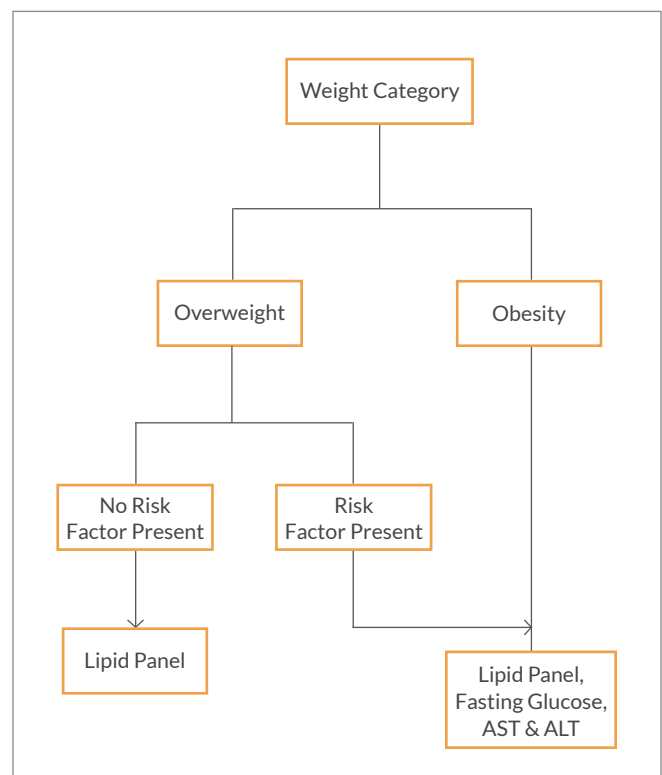 Weight Category
Overweight
Obesity
No Risk
Factor Present
Risk
Factor Present
Lipid Panel
Lipid Panel,
Fasting Glucose,
AST & ALT